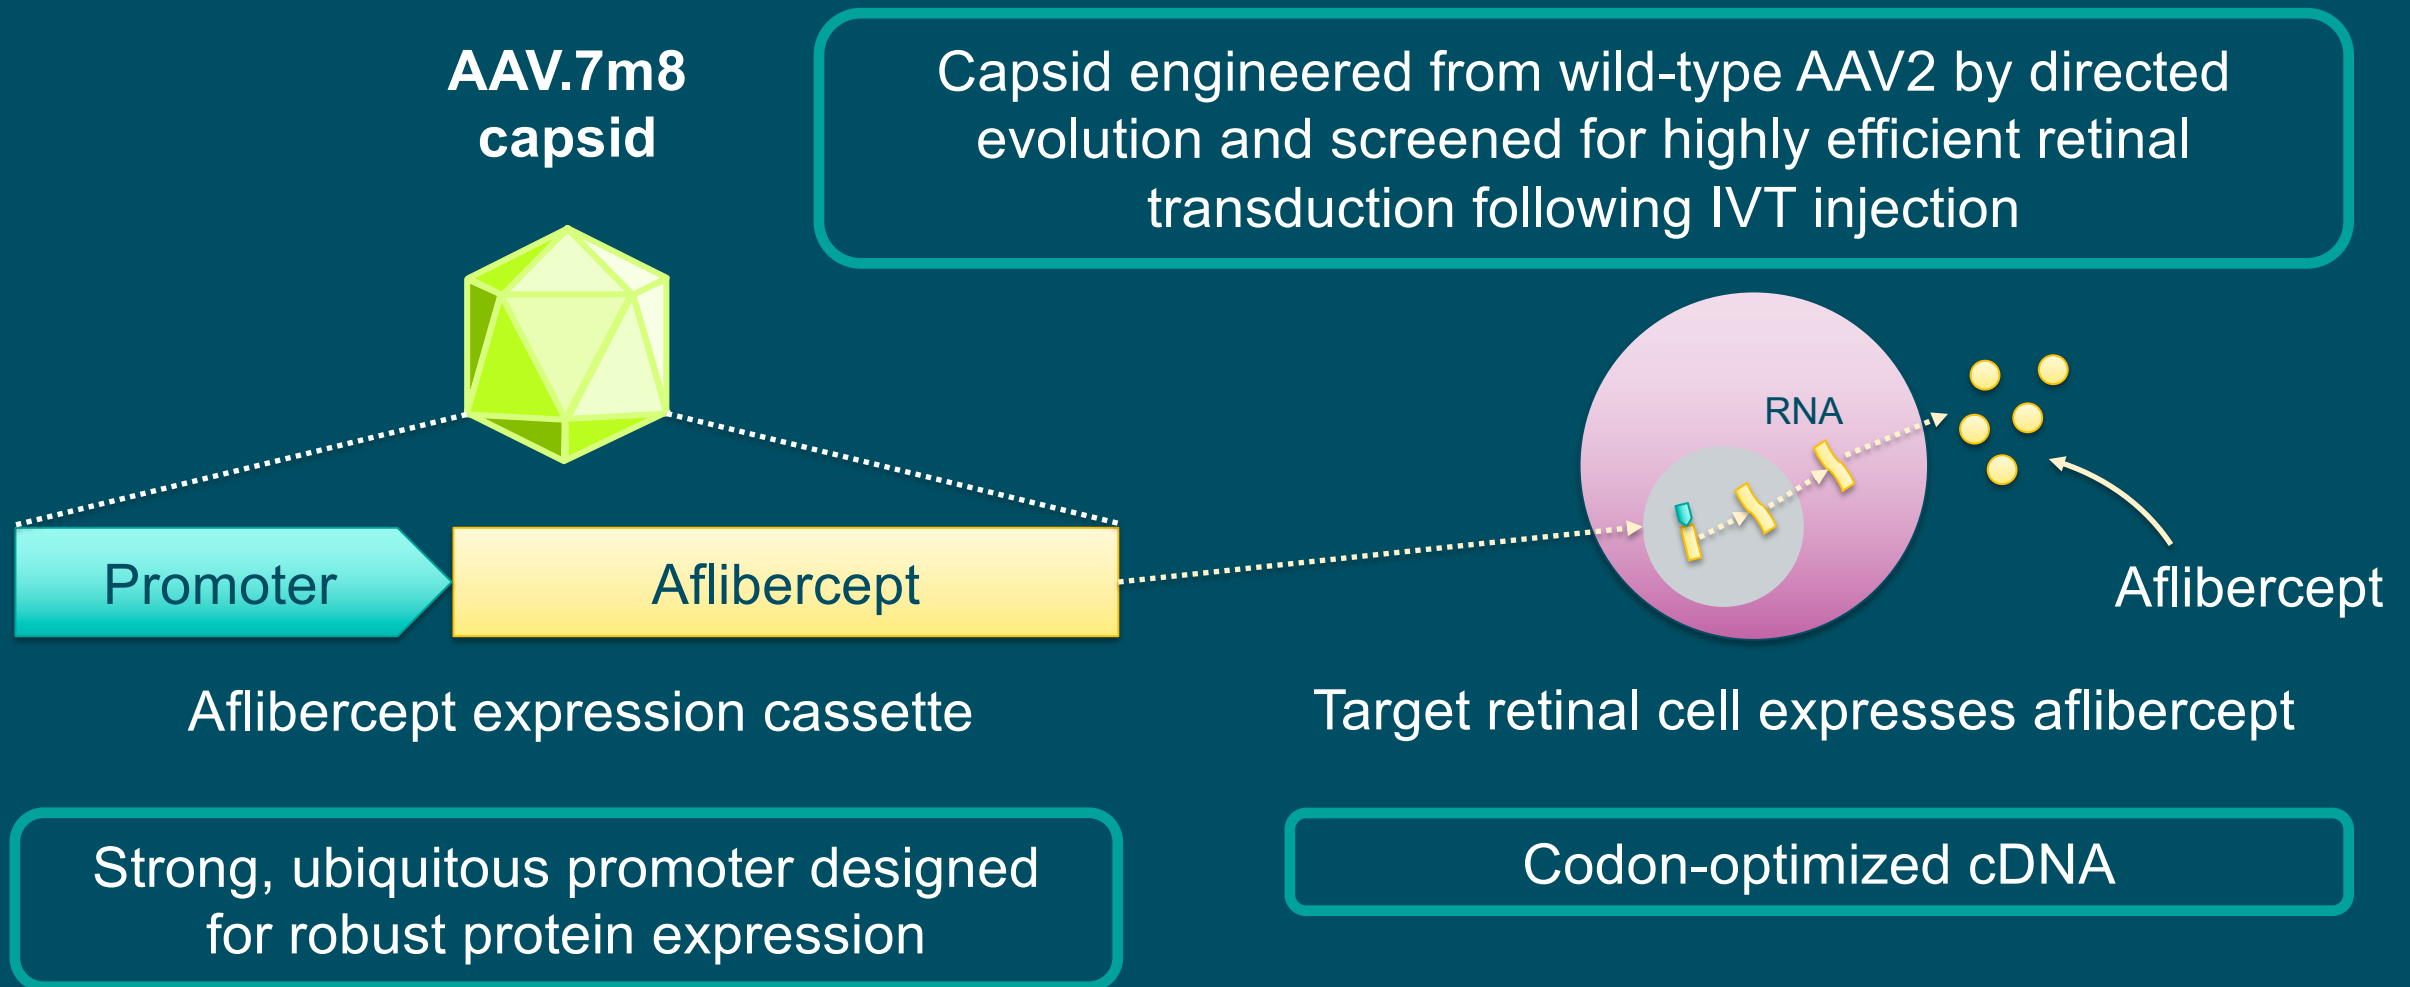 AAV.7m8
capsid
Capsid engineered from wild-type AAV2 by directed
evolution and screened for highly efficient retinal
transduction following IVT injection
RNA
Promoter
Aflibercept
Aflibercept
Aflibercept expression cassette
Target retinal cell expresses aflibercept
Strong, ubiquitous promoter designed
for robust protein expression
Codon-optimized cDNA